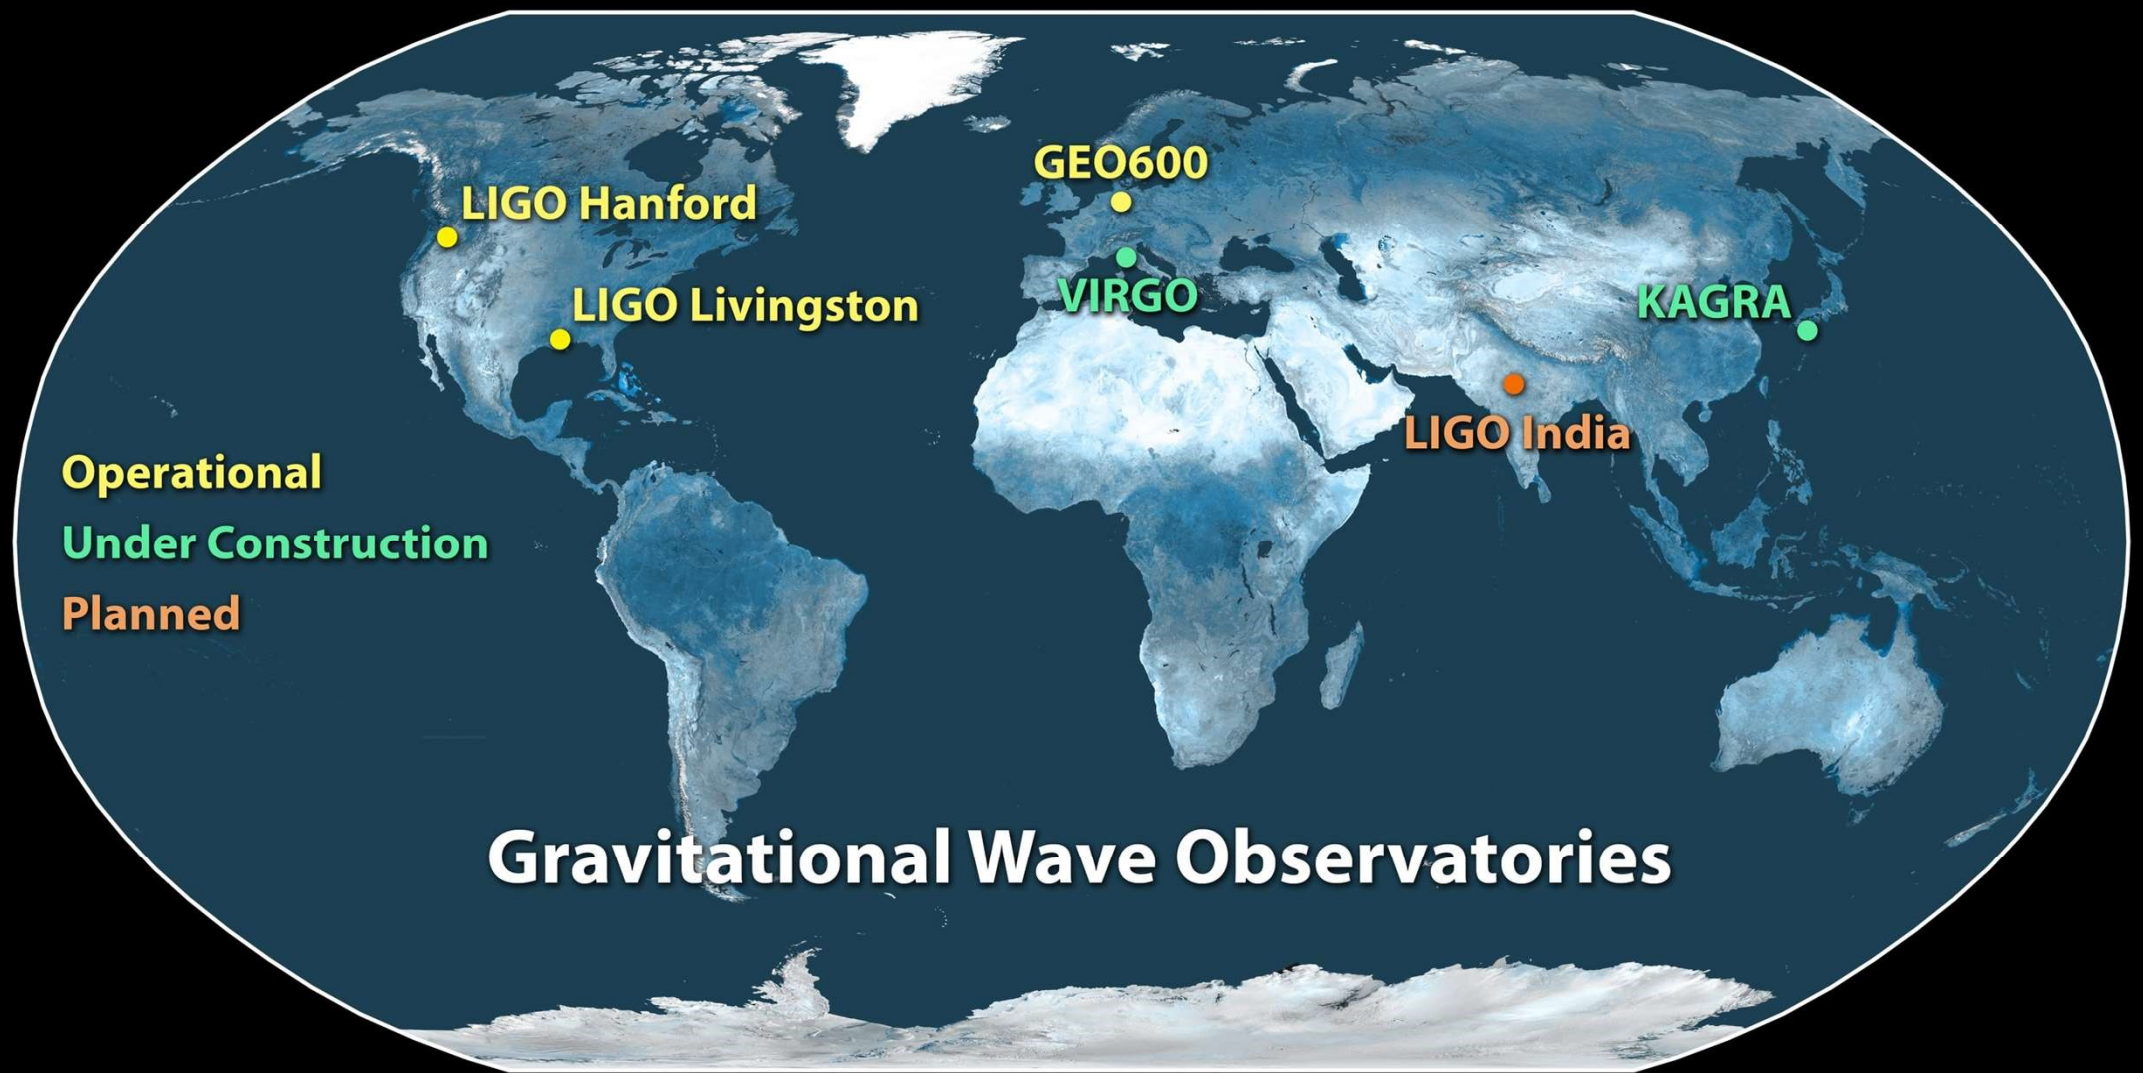 GEO600
LIGO Hanford
VIRGO
LIGO Livingston
KAGRA
LIGO India
Operational
Under Construction
Planned
Gravitational Wave Observatories